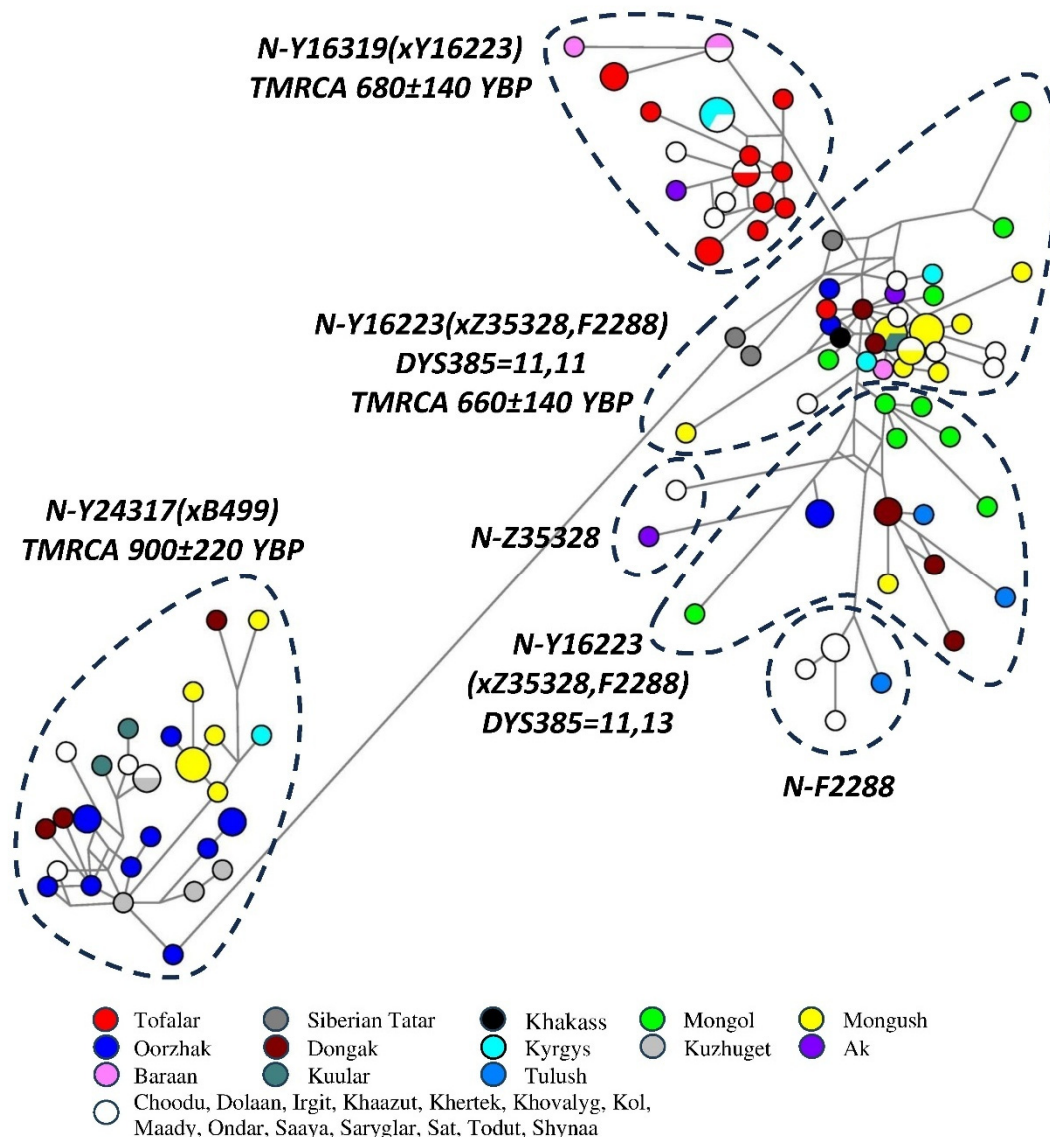 N-Y16319(xY16223)
TMRCA 680±140 YBP
N-Y16223(xZ35328,F2288)
DYS385=11,11
TMRCA 660±140 YBP
N-Y24317(xB499)
TMRCA 900±220 YBP
N-Z35328
N-Y16223
(xZ35328,F2288)
DYS385=11,13
N-F2288
Tofalar Siberian Tatar Khakass Mongol Mongush
Oorzhak Dongak Kyrgys Kuzhuget Ak
Baraan Kuular Tulush
Choodu, Dolaan, Irgit, Khaazut, Khertek, Khovalyg, Kol,
Maady, Ondar, Saaya, Saryglar, Sat, Todut, Shynaa